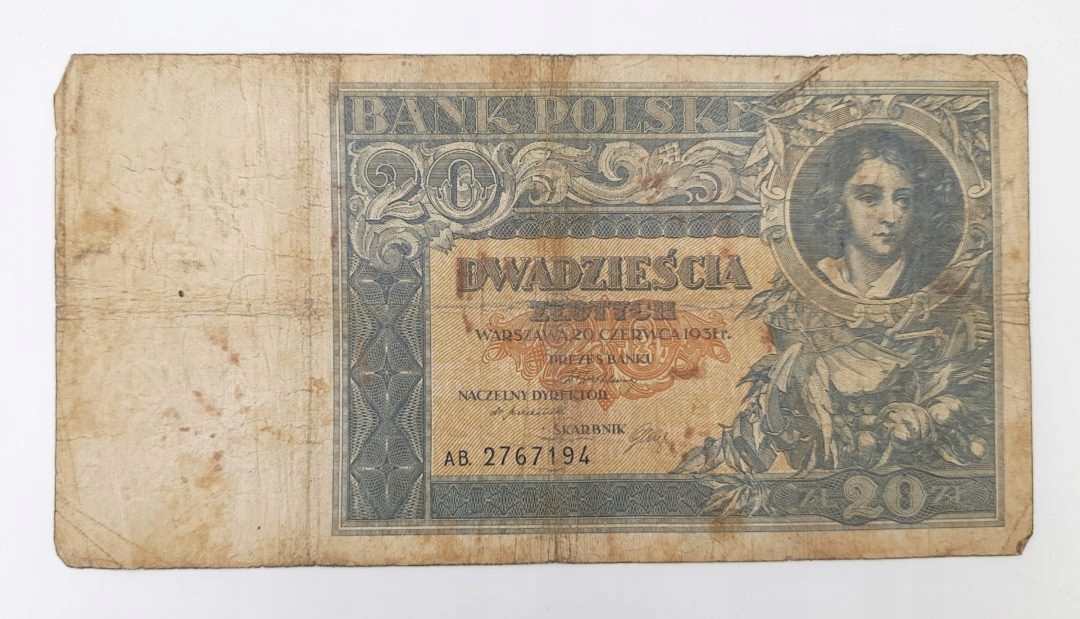 BANK POLSKI
20
DWADZIEŚCIA
ZŁOTYCH
WARSZAWA 20 CZERWCA 1931 r.
PREZES BANKU
NACZELNY DYREKTOR
SKARBNIK
AB. 2767194
ZŁ 20 ZŁ